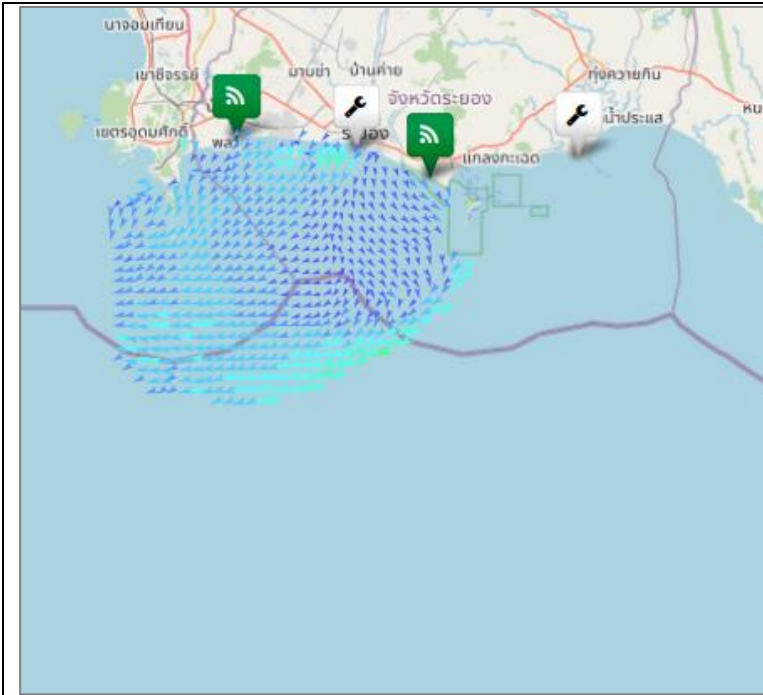 นาจอมเทียน
เขาชีจรรย์
มาบข่า
บ้านค่าย
ทุ่งควายกิน
จังหวัดระยอง
เขตรอุดมศักดิ์
พลา
แกลงกะเฉด
น้ำประแส